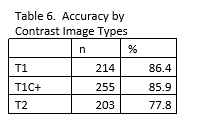 Table 6. Accuracy by
Contrast Image Types
n %
T1 214 86.4
T1C+ 255 85.9
T2 203 77.8